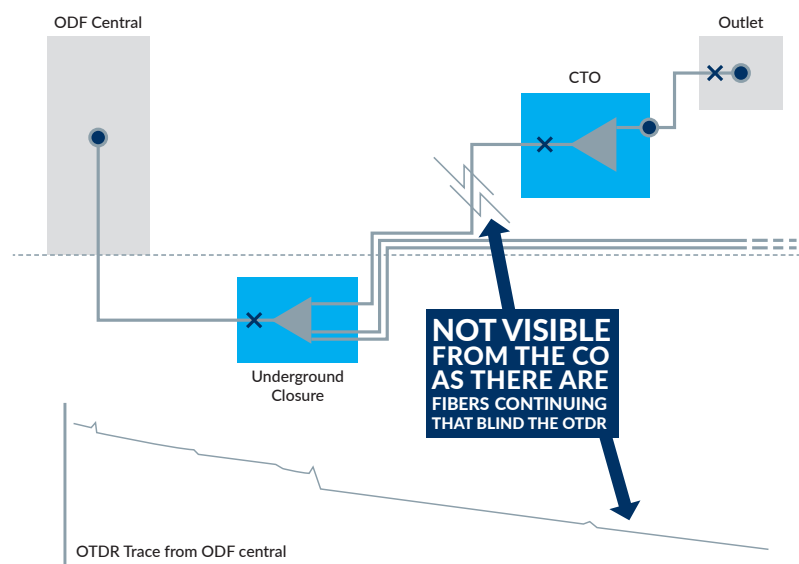 ODF Central
Outlet
CTO
NOT VISIBLE
FROM THE CO
AS THERE ARE
FIBERS CONTINUING
THAT BLIND THE OTDR
Underground
Closure
OTDR Trace from ODF central